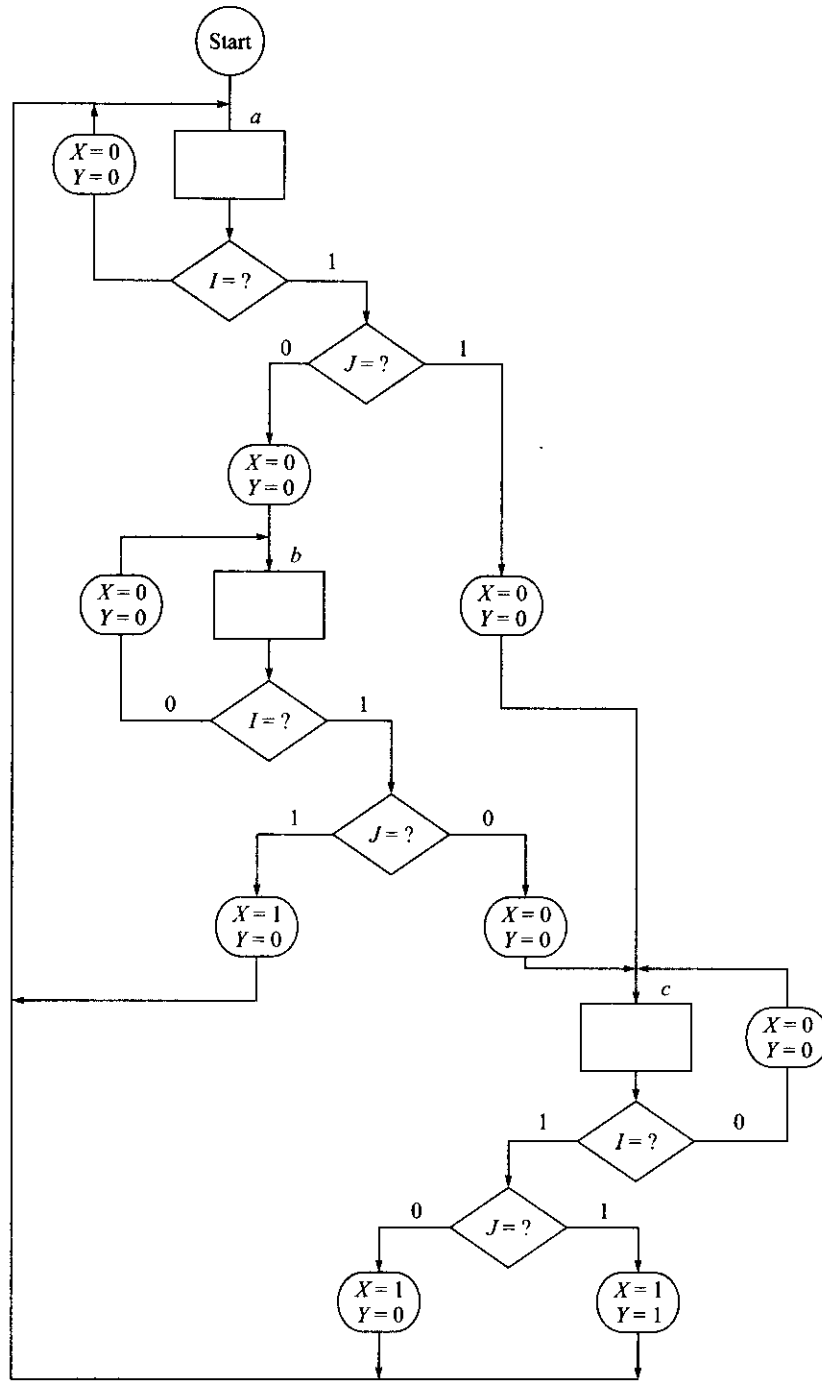 Start
a
X = 0
Y = 0
I = ?
1
0
J = ?
1
X = 0
Y = 0
b
X = 0
Y = 0
X = 0
Y = 0
0
I = ?
1
1
J = ?
0
X = 1
Y = 0
X = 0
Y = 0
c
X = 0
Y = 0
1
I = ?
0
0
J = ?
1
X = 1
Y = 0
X = 1
Y = 1